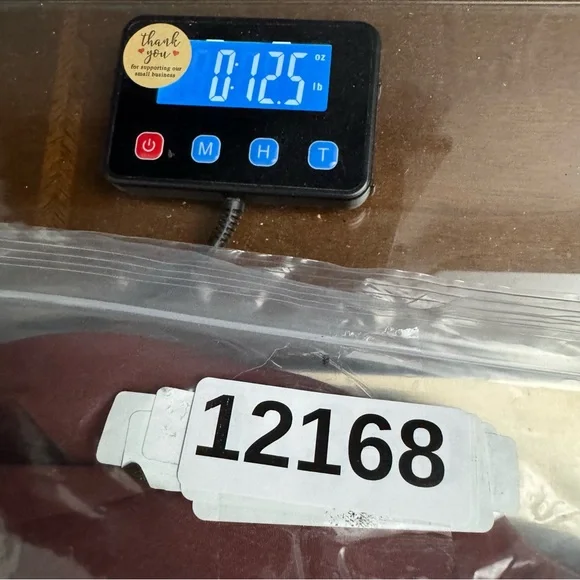 thank
you
for supporting our
small business
0:12.5
oz
lb
M
H
T
12168